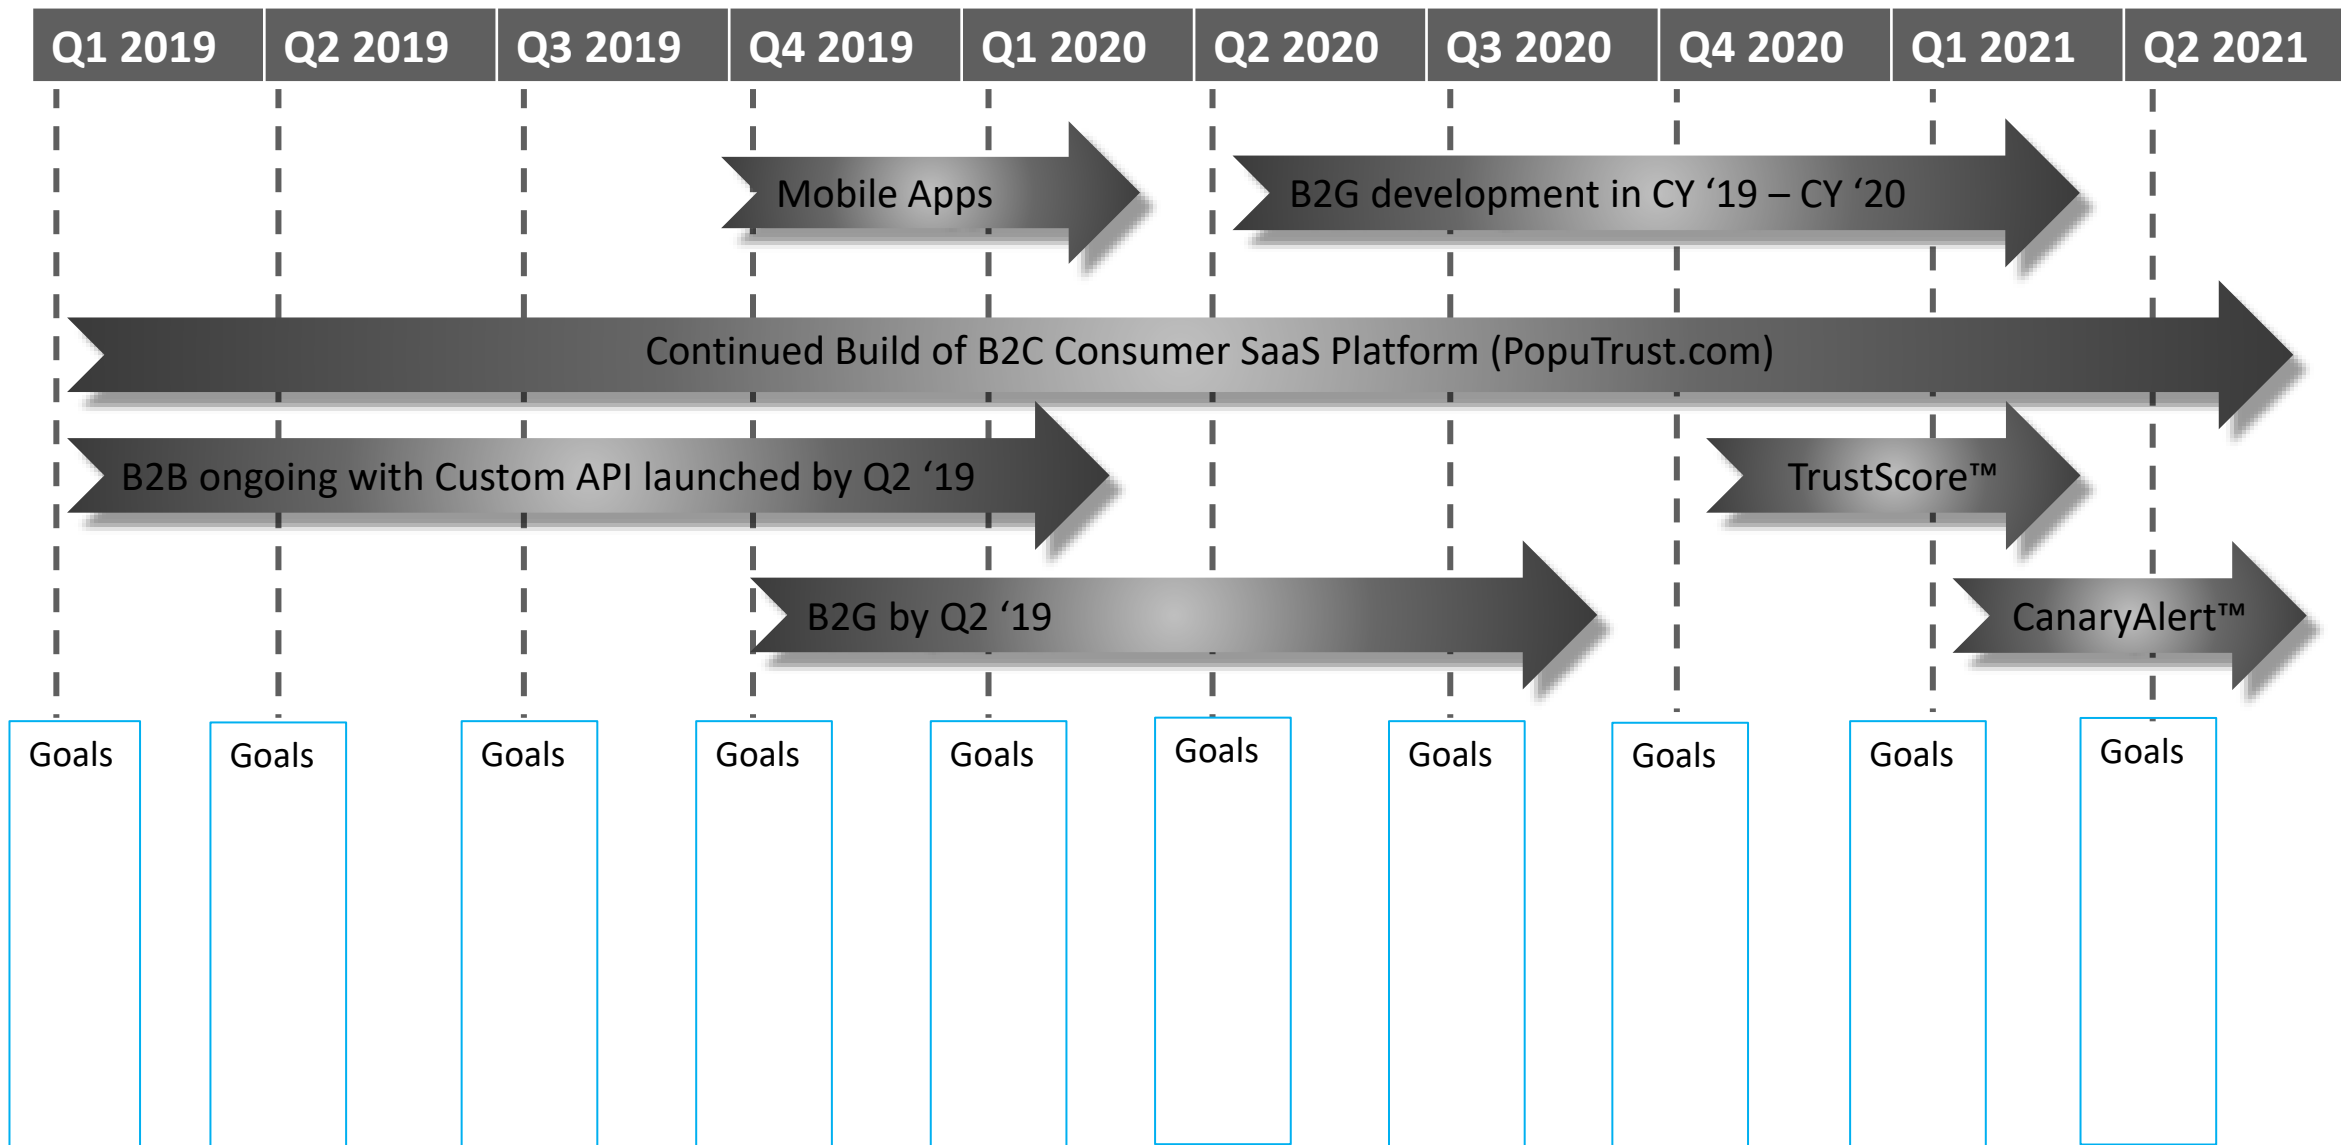 Q1 2019 Q2 2019 Q3 2019 Q4 2019 Q1 2020 Q2 2020 Q3 2020 Q4 2020 Q1 2021 Q2 2021
Mobile Apps
B2G development in CY ‘19 – CY ‘20
Continued Build of B2C Consumer SaaS Platform (PopuTrust.com)
B2B ongoing with Custom API launched by Q2 ‘19
TrustScore™
B2G by Q2 ‘19
CanaryAlert™
Goals Goals Goals Goals Goals Goals Goals Goals Goals Goals